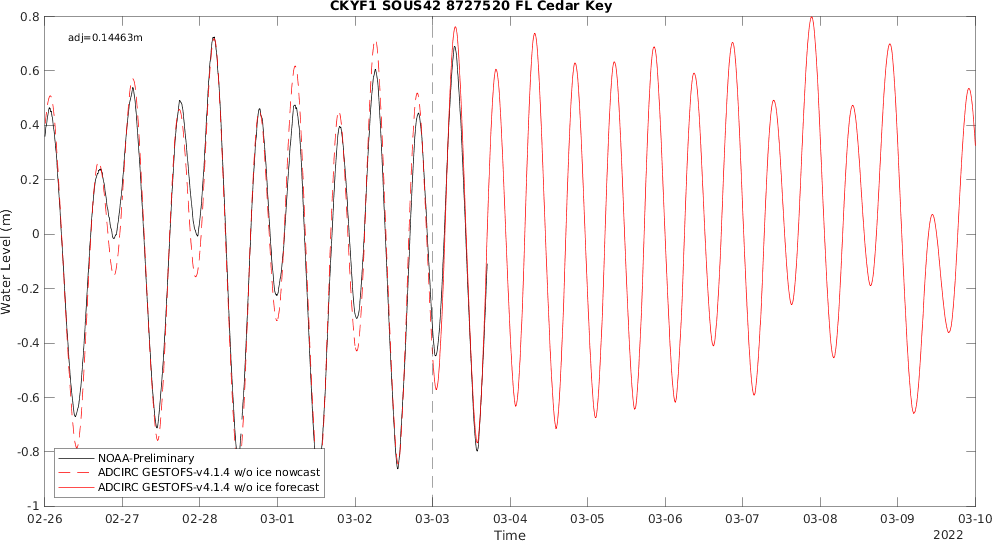 CKYF1 SOUS42 8727520 FL Cedar Key
adj=0.14463m
0.8
0.6
0.4
0.2
0
-0.2
-0.4
-0.6
-0.8
-1
Water Level (m)
NOAA-Preliminary
ADCIRC GESTOFS-v4.1.4 w/o ice nowcast
ADCIRC GESTOFS-v4.1.4 w/o ice forecast
02-26 02-27 02-28 03-01 03-02 03-03 03-04 03-05 03-06 03-07 03-08 03-09 03-10
Time
2022